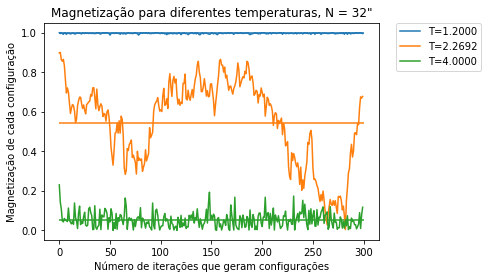 Magnetização para diferentes temperaturas, N = 32"
T=1.2000
T=2.2692
T=4.0000
Magnetização de cada configuração
1.0
0.8
0.6
0.4
0.2
0.0
0
50
100
150
200
250
300
Número de iterações que geram configurações